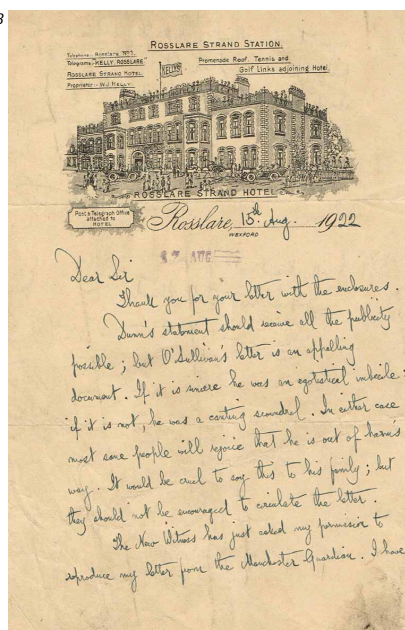 ROSSLARE STRAND STATION.
Telephone: Rosslare No 1.
Telegrams: "KELLY, ROSSLARE"
ROSSLARE STRAND HOTEL.
Proprietor: W.J. KELLY.
KELLYS
Promenade Roof, Tennis and
Golf Links adjoining Hotel.
ROSSLARE STRAND HOTEL
Post & Telegraph Office
attached to
HOTEL
Rosslare, 15th Aug. 1922
WEXFORD
17 AUG
Dear Sir
Thank you for your letter with the enclosures.
Dunn's statement should receive all the publicity
possible; but O'Sullivan's letter is an appalling
document. If it is sincere he was an egotistical imbecile:
if it is not, he was a canting scoundrel. In either case
most sane people will rejoice that he is out of harm's
way. It would be cruel to say this to his family; but
they should not be encouraged to circulate the letter.
The New Witness has just asked my permission to
reproduce my letter from the Manchester Guardian. I have